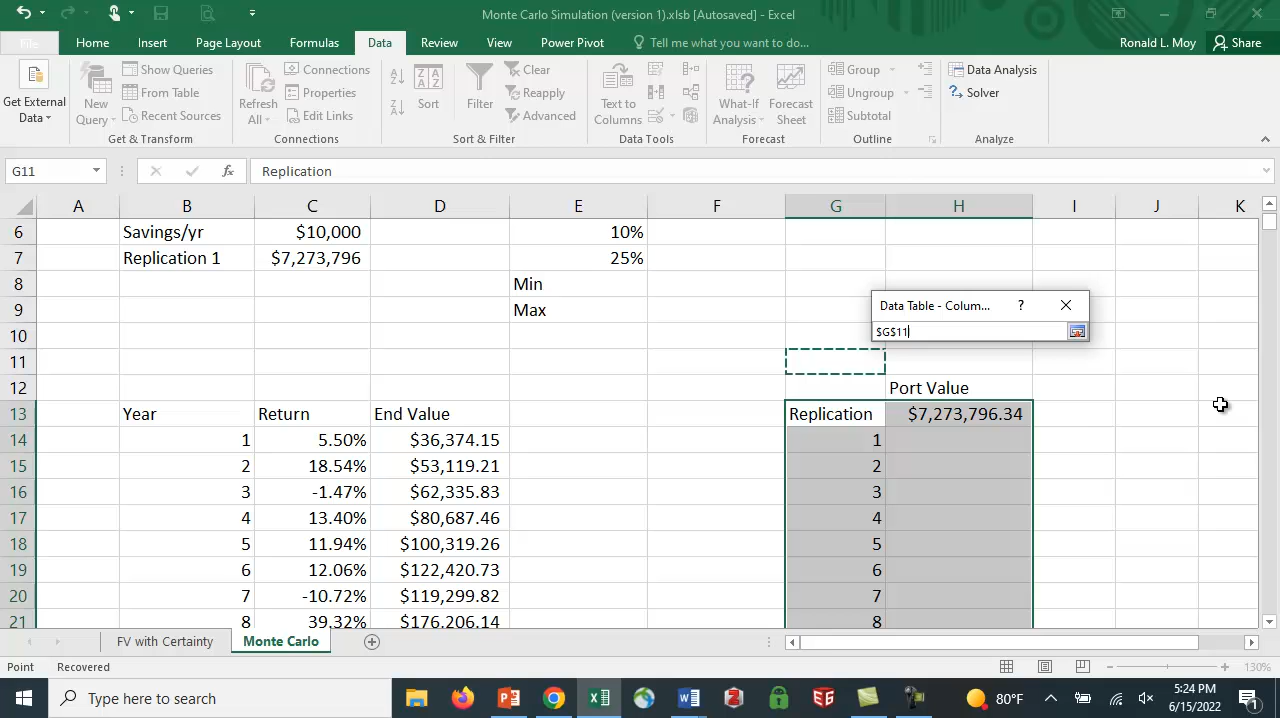 Monte Carlo Simulation (version 1).xlsb [Autosaved] - Excel
File Home Insert Page Layout Formulas Data Review View Power Pivot Tell me what you want to do... Ronald L. Moy Share
Get External Data
New Query
Show Queries
From Table
Recent Sources
Get & Transform
Refresh All
Connections
Properties
Edit Links
Connections
Sort
Filter
Clear
Reapply
Advanced
Sort & Filter
Text to Columns
Data Tools
What-If Analysis
Forecast Sheet
Forecast
Group
Ungroup
Subtotal
Outline
Data Analysis
Solver
Analyze
G11 fx Replication
A B C D E F G H I J K
6 Savings/yr $10,000 10%
7 Replication 1 $7,273,796 25%
8 Min
9 Max
Data Table - Colum... ?
$G$11
10
11
12 Port Value
13 Year Return End Value Replication $7,273,796.34
14 1 5.50% $36,374.15 1
15 2 18.54% $53,119.21 2
16 3 -1.47% $62,335.83 3
17 4 13.40% $80,687.46 4
18 5 11.94% $100,319.26 5
19 6 12.06% $122,420.73 6
20 7 -10.72% $119,299.82 7
21 8 39.32% $176,206.14 8
FV with Certainty Monte Carlo
Point Recovered 130%
Type here to search 80°F 5:24 PM
6/15/2022 1